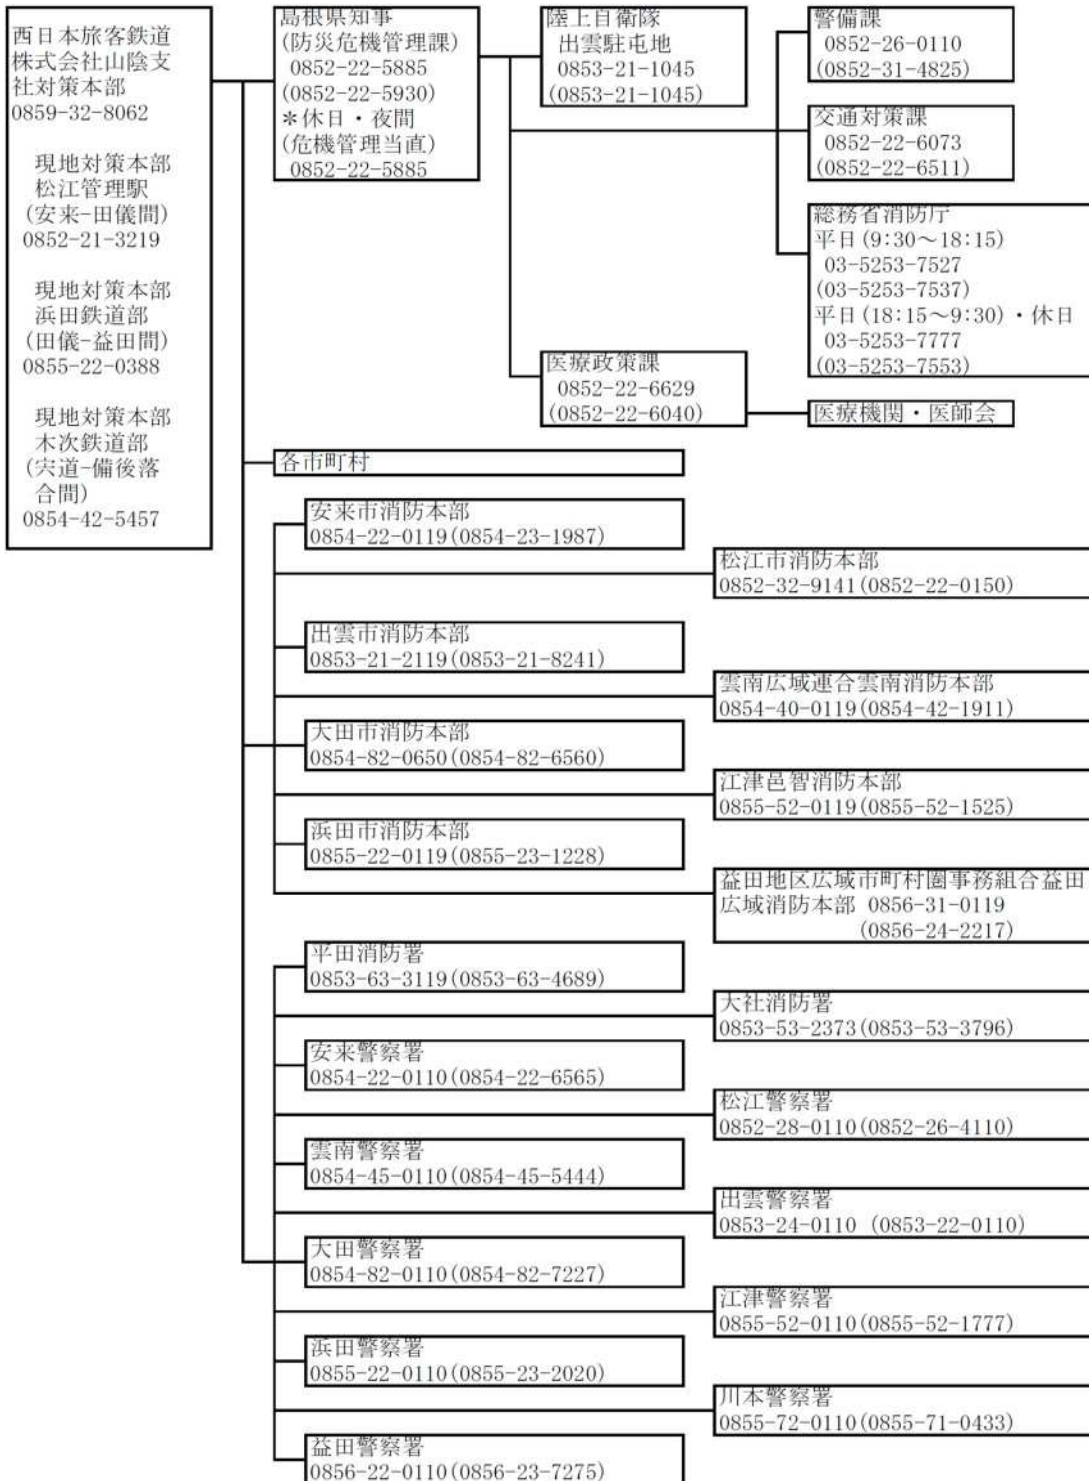 西日本旅客鉄道
株式会社山陰支
社対策本部
0859-32-8062
現地対策本部
松江管理駅
(安来-田儀間)
0852-21-3219
現地対策本部
浜田鉄道部
(田儀-益田間)
0855-22-0388
現地対策本部
木次鉄道部
(宍道-備後落
合間)
0854-42-5457
島根県知事
(防災危機管理課)
0852-22-5885
(0852-22-5930)
＊休日・夜間
(危機管理当直)
0852-22-5885
陸上自衛隊
出雲駐屯地
0853-21-1045
(0853-21-1045)
警備課
0852-26-0110
(0852-31-4825)
交通対策課
0852-22-6073
(0852-22-6511)
総務省消防庁
平日(9:30～18:15)
03-5253-7527
(03-5253-7537)
平日(18:15～9:30)・休日
03-5253-7777
(03-5253-7553)
医療政策課
0852-22-6629
(0852-22-6040)
医療機関・医師会
各市町村
安来市消防本部
0854-22-0119(0854-23-1987)
松江市消防本部
0852-32-9141(0852-22-0150)
出雲市消防本部
0853-21-2119(0853-21-8241)
雲南広域連合雲南消防本部
0854-40-0119(0854-42-1911)
大田市消防本部
0854-82-0650(0854-82-6560)
江津邑智消防本部
0855-52-0119(0855-52-1525)
浜田市消防本部
0855-22-0119(0855-23-1228)
益田地区広域市町村圏事務組合益田
広域消防本部 0856-31-0119
(0856-24-2217)
平田消防署
0853-63-3119(0853-63-4689)
大社消防署
0853-53-2373(0853-53-3796)
安来警察署
0854-22-0110(0854-22-6565)
松江警察署
0852-28-0110(0852-26-4110)
雲南警察署
0854-45-0110(0854-45-5444)
出雲警察署
0853-24-0110 (0853-22-0110)
大田警察署
0854-82-0110(0854-82-7227)
江津警察署
0855-52-0110(0855-52-1777)
浜田警察署
0855-22-0110(0855-23-2020)
川本警察署
0855-72-0110(0855-71-0433)
益田警察署
0856-22-0110(0856-23-7275)